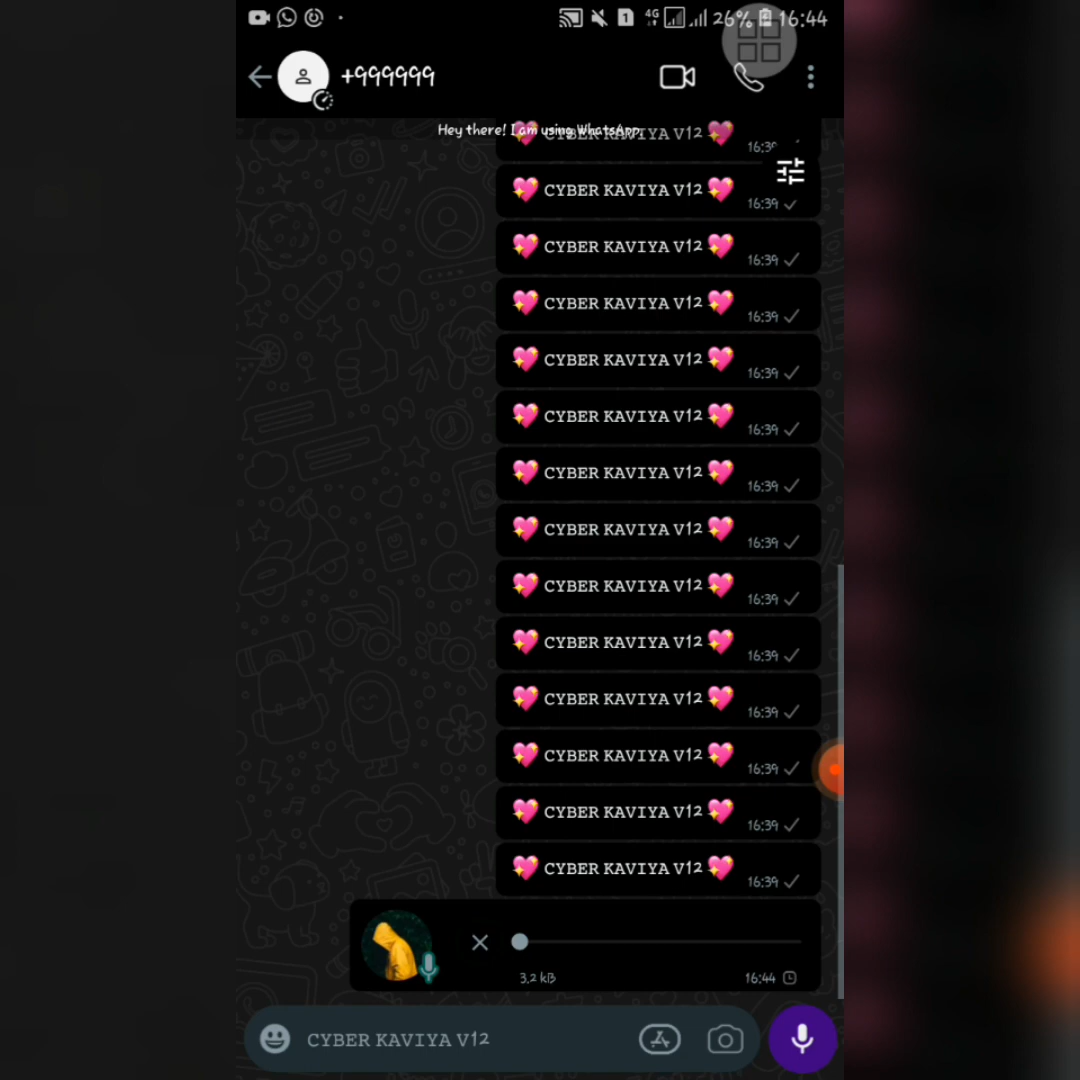 4G 26% 16:44
+999999
Hey there! I am using WhatsApp.
💖 CYBER KAVIYA V12 💖 16:39
💖 CYBER KAVIYA V12 💖 16:39
💖 CYBER KAVIYA V12 💖 16:39
💖 CYBER KAVIYA V12 💖 16:39
💖 CYBER KAVIYA V12 💖 16:39
💖 CYBER KAVIYA V12 💖 16:39
💖 CYBER KAVIYA V12 💖 16:39
💖 CYBER KAVIYA V12 💖 16:39
💖 CYBER KAVIYA V12 💖 16:39
💖 CYBER KAVIYA V12 💖 16:39
💖 CYBER KAVIYA V12 💖 16:39
💖 CYBER KAVIYA V12 💖 16:39
💖 CYBER KAVIYA V12 💖 16:39
💖 CYBER KAVIYA V12 💖 16:39
3,2 kB 16:44
CYBER KAVIYA V12